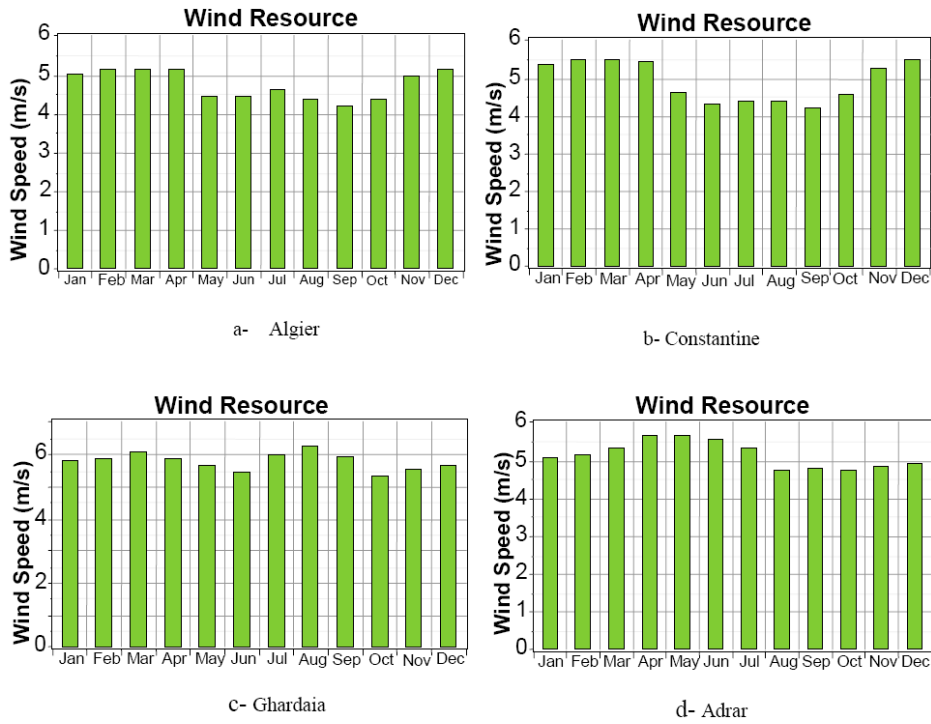 Wind Resource
Wind Speed (m/s)
6
5
4
3
2
1
0
Jan Feb Mar Apr May Jun Jul Aug Sep Oct Nov Dec
a- Algier
Wind Resource
Wind Speed (m/s)
6
5
4
3
2
1
0
Jan Feb Mar Apr May Jun Jul Aug Sep Oct Nov Dec
b- Constantine
Wind Resource
Wind Speed (m/s)
6
4
2
0
Jan Feb Mar Apr May Jun Jul Aug Sep Oct Nov Dec
c- Ghardaia
Wind Resource
Wind Speed (m/s)
6
5
4
3
2
1
0
Jan Feb Mar Apr May Jun Jul Aug Sep Oct Nov Dec
d- Adrar